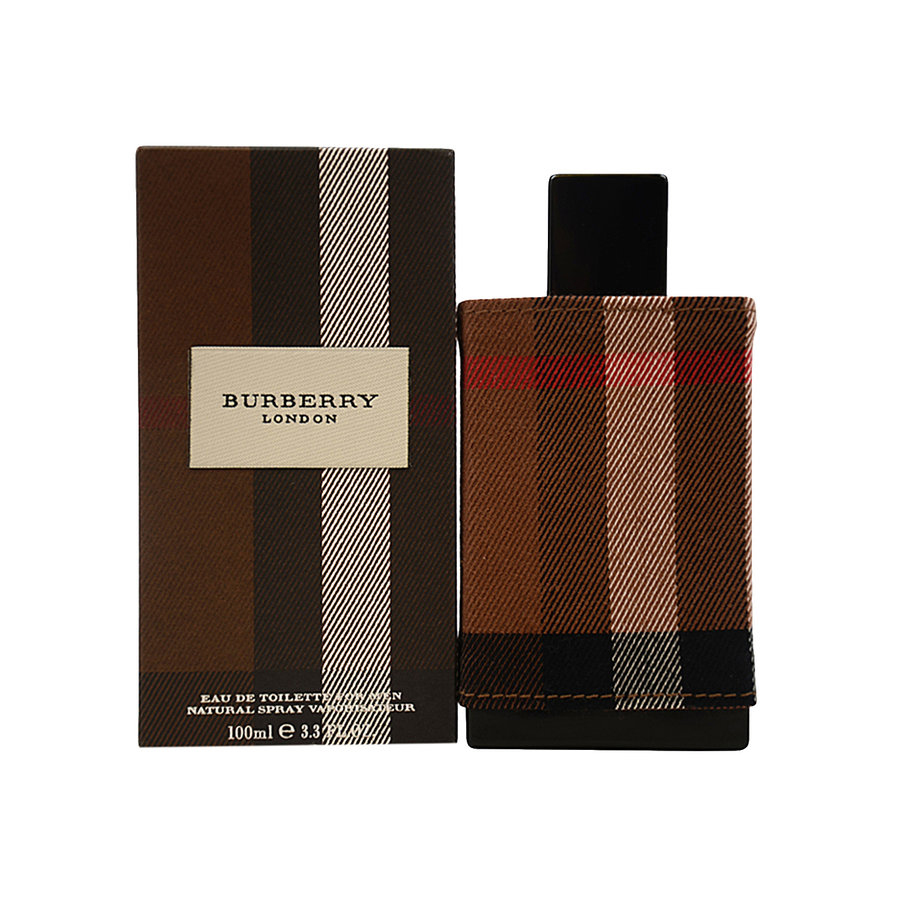 BURBERRY
LONDON
EAU DE TOILETTE FOR MEN
NATURAL SPRAY VAPORISATEUR
100ml ℮ 3.3 FL.OZ.